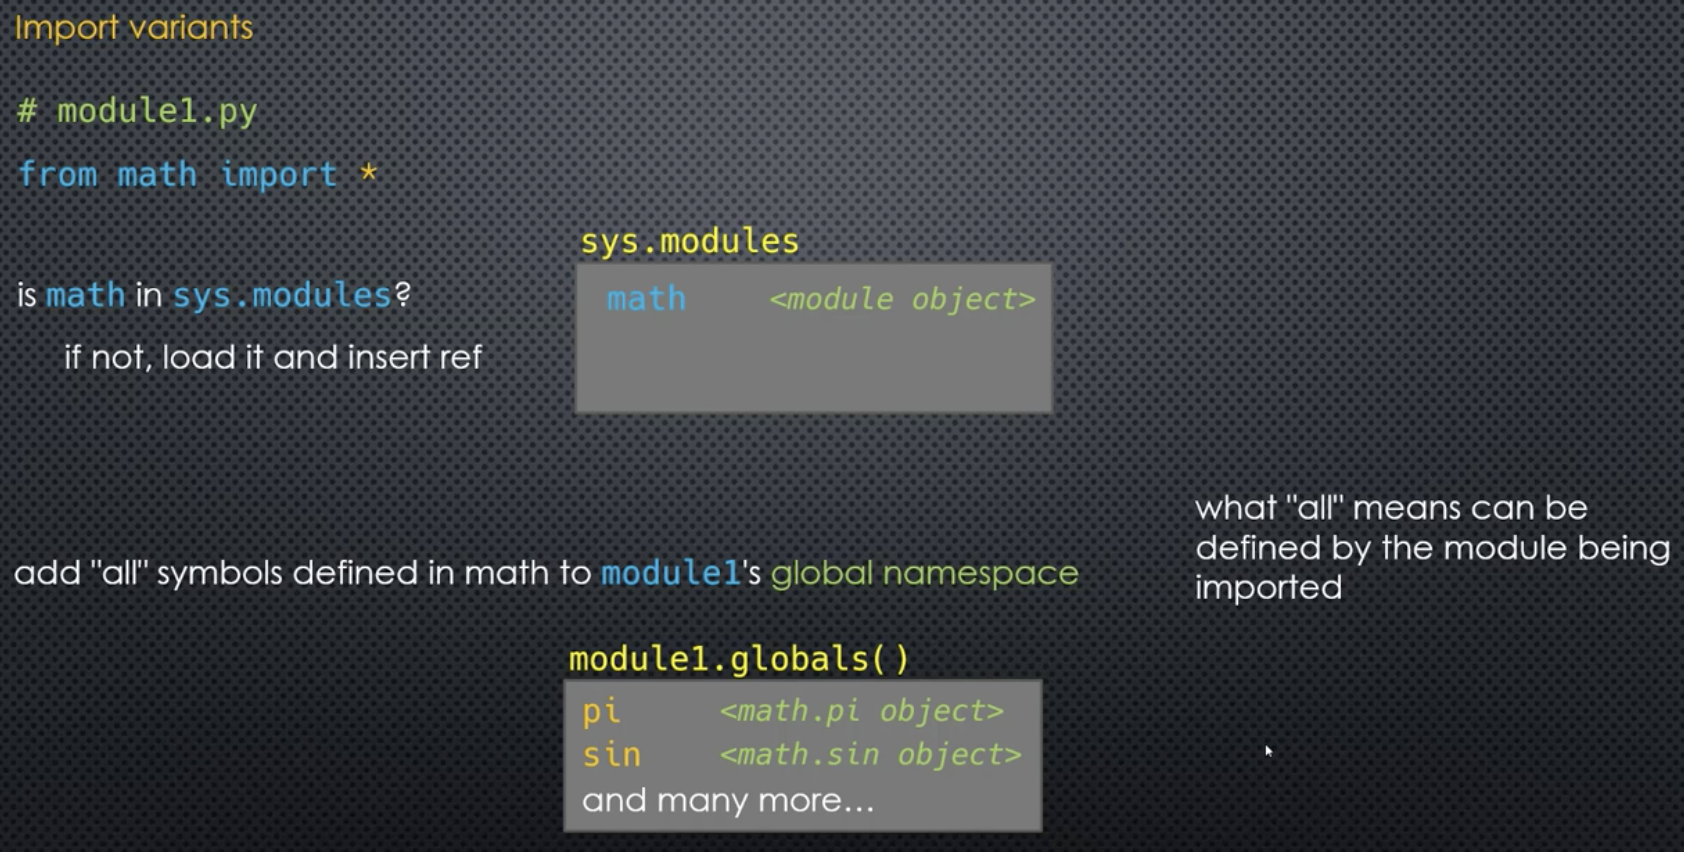 Import variants
# module1.py
from math import *
sys.modules
is math in sys.modules?
math <module object>
if not, load it and insert ref
what "all" means can be
defined by the module being
imported
add "all" symbols defined in math to module1's global namespace
module1.globals()
pi <math.pi object>
sin <math.sin object>
and many more...